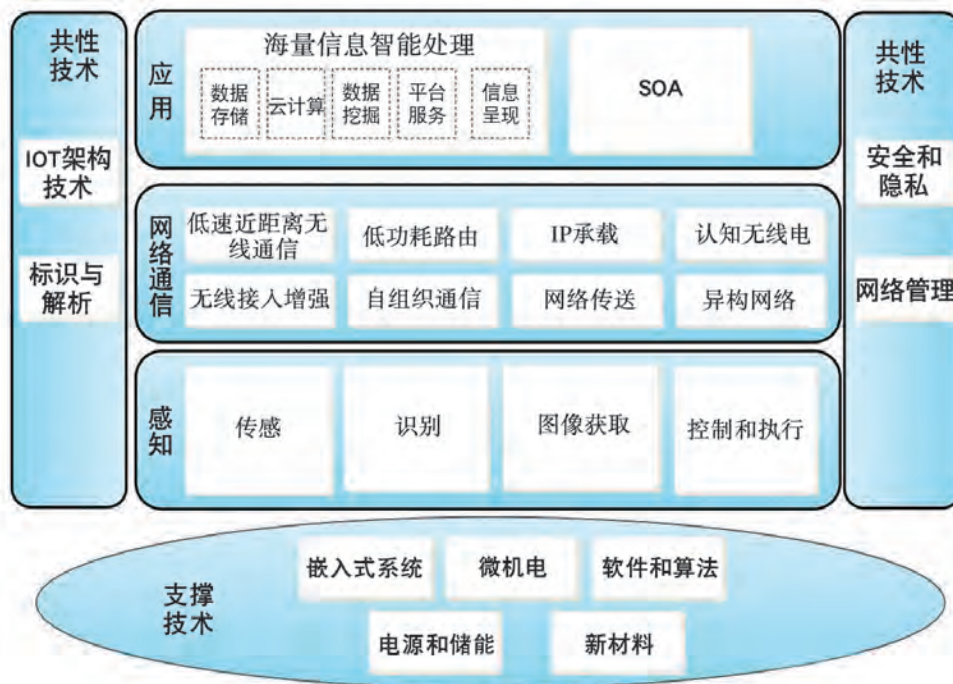 共性
技术
IOT架构
技术
标识与
解析
应
用
海量信息智能处理
数据
存储
云计算
数据
挖掘
平台
服务
信息
呈现
SOA
网
络
通
信
低速近距离无
线通信
低功耗路由
IP承载
认知无线电
无线接入增强
自组织通信
网络传送
异构网络
感
知
传感
识别
图像获取
控制和执行
共性
技术
安全和
隐私
网络管理
支撑
技术
嵌入式系统
微机电
软件和算法
电源和储能
新材料